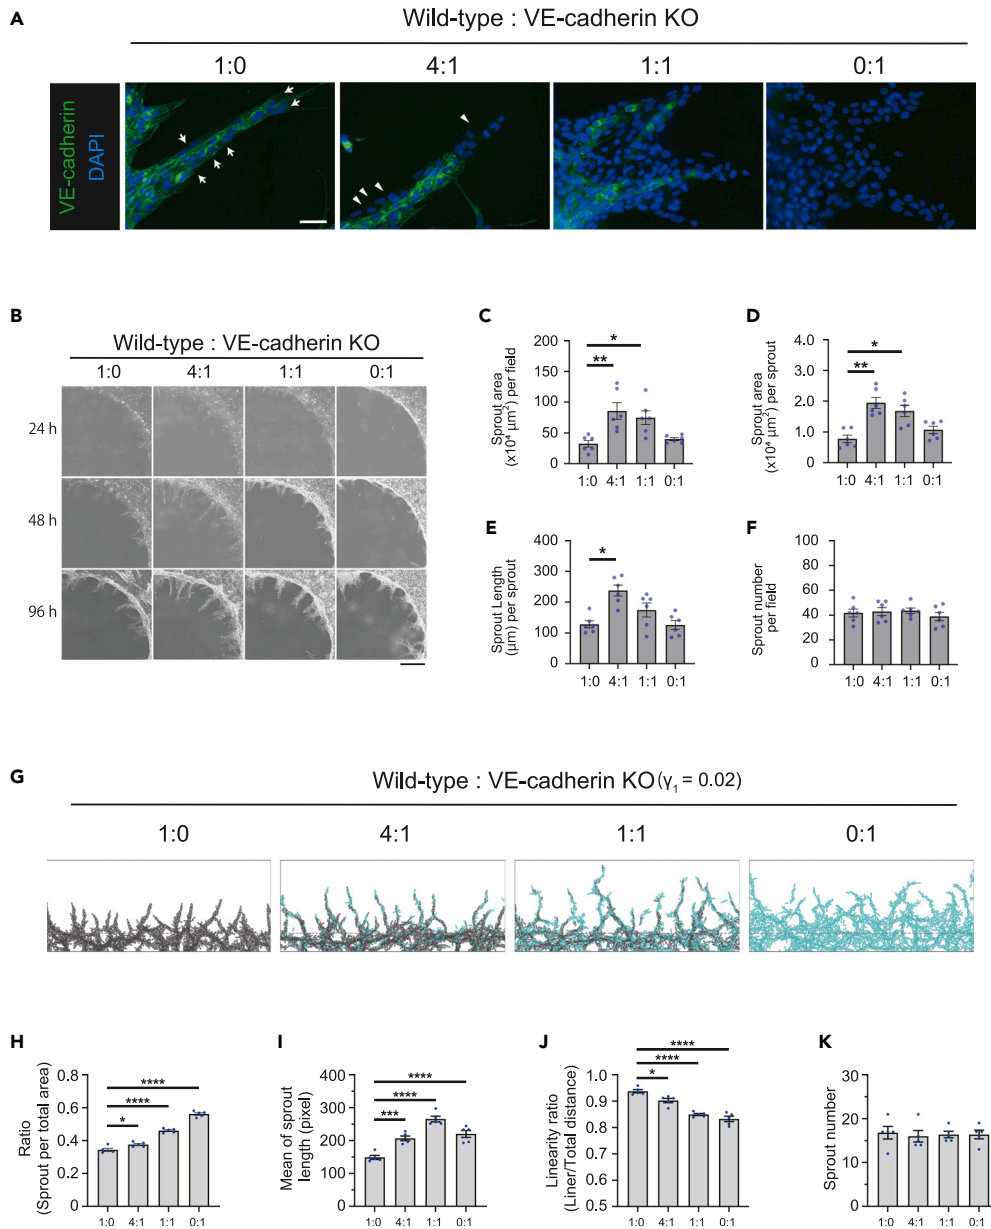 A
Wild-type : VE-cadherin KO
1:0 4:1 1:1 0:1
VE-cadherin
DAPI
B
Wild-type : VE-cadherin KO
1:0 4:1 1:1 0:1
24 h
48 h
96 h
C
Sprout area
(x10⁴ μm²) per field
200
150
100
50
0
*
**
1:0 4:1 1:1 0:1
D
Sprout area
(x10⁴ μm²) per sprout
4.0
3.0
2.0
1.0
0
*
**
1:0 4:1 1:1 0:1
E
Sprout Length
(μm) per sprout
400
300
200
100
0
*
1:0 4:1 1:1 0:1
F
Sprout number
per field
100
80
60
40
20
0
1:0 4:1 1:1 0:1
G
Wild-type : VE-cadherin KO (γ₁ = 0.02)
1:0 4:1 1:1 0:1
H
Ratio
(Sprout per total area)
0.8
0.6
0.4
0.2
0
****
****
*
1:0 4:1 1:1 0:1
I
Mean of sprout
length (pixel)
400
300
200
100
0
****
****
***
1:0 4:1 1:1 0:1
J
Linearity ratio
(Liner/Total distance)
1.0
0.9
0.8
0.7
0.6
0.5
****
****
*
1:0 4:1 1:1 0:1
K
Sprout number
30
20
10
0
1:0 4:1 1:1 0:1